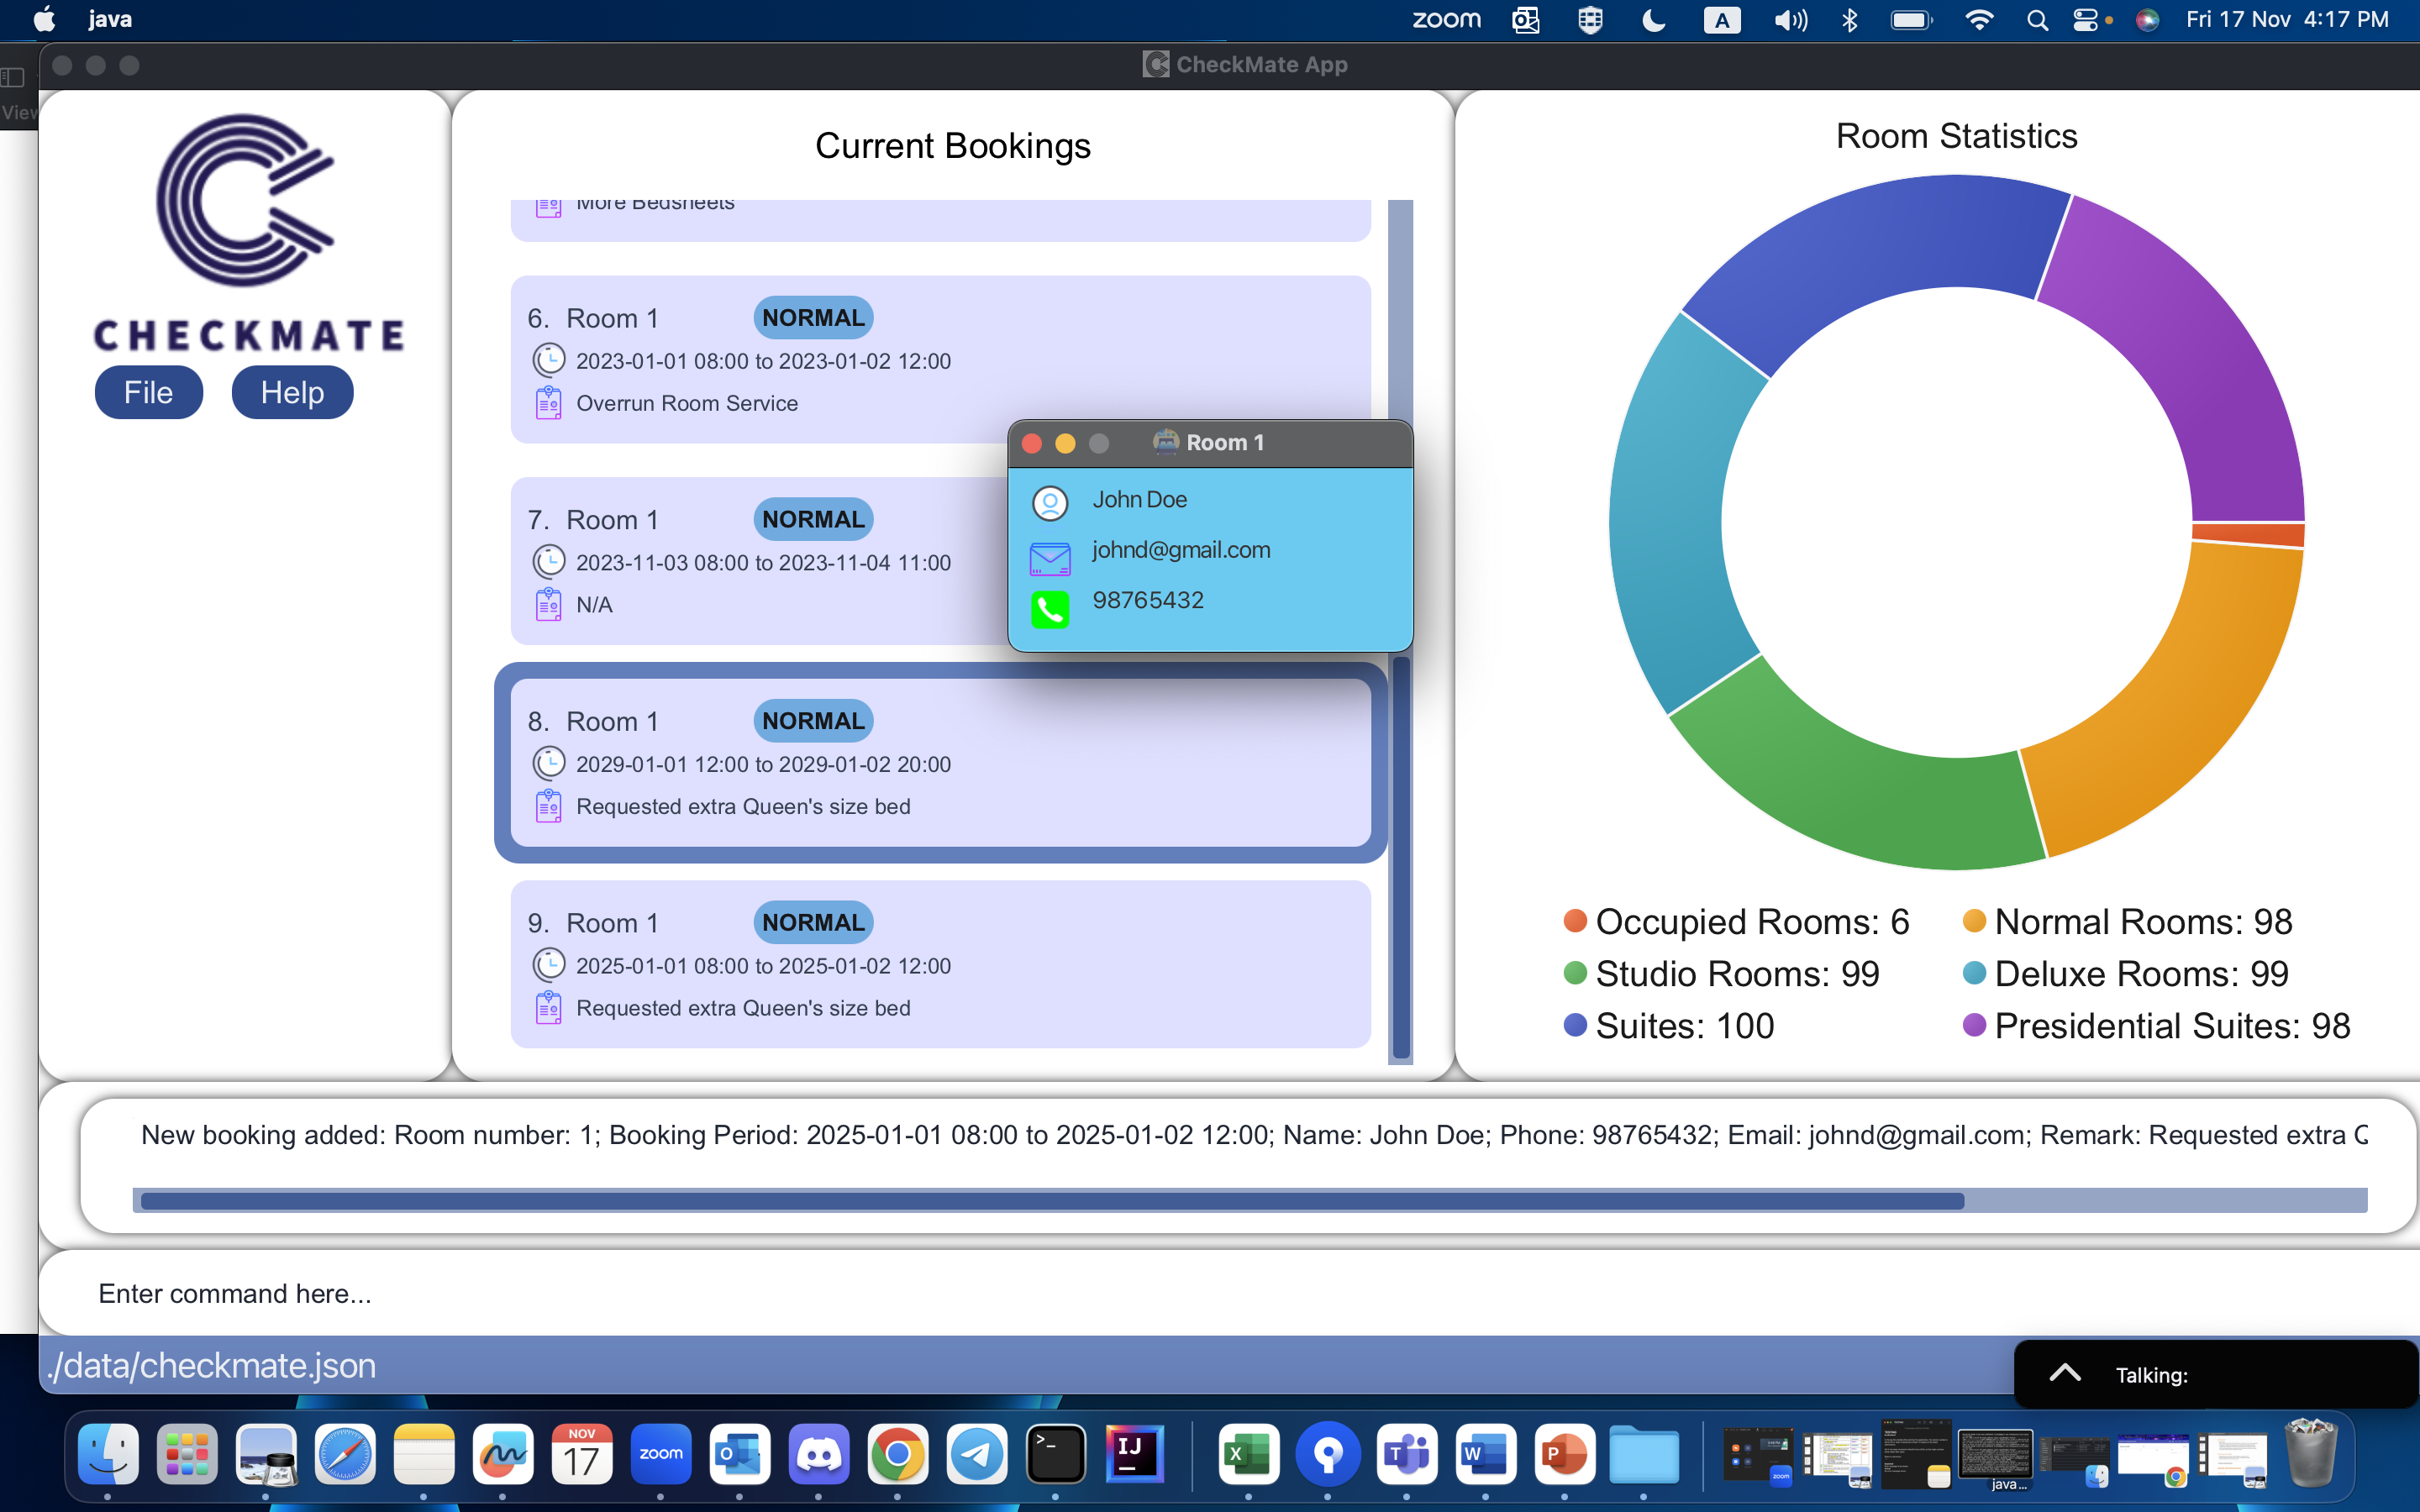 java
zoom
A
Fri 17 Nov 4:17 PM
View
CheckMate App
CHECKMATE
File
Help
Current Bookings
More Bedsheets
6. Room 1 NORMAL
2023-01-01 08:00 to 2023-01-02 12:00
Overrun Room Service
7. Room 1 NORMAL
2023-11-03 08:00 to 2023-11-04 11:00
N/A
8. Room 1 NORMAL
2029-01-01 12:00 to 2029-01-02 20:00
Requested extra Queen's size bed
9. Room 1 NORMAL
2025-01-01 08:00 to 2025-01-02 12:00
Requested extra Queen's size bed
Room 1
John Doe
johnd@gmail.com
98765432
Room Statistics
Occupied Rooms: 6
Normal Rooms: 98
Studio Rooms: 99
Deluxe Rooms: 99
Suites: 100
Presidential Suites: 98
New booking added: Room number: 1; Booking Period: 2025-01-01 08:00 to 2025-01-02 12:00; Name: John Doe; Phone: 98765432; Email: johnd@gmail.com; Remark: Requested extra Q
Enter command here...
./data/checkmate.json
Talking:
NOV
17
zoom
O
>_
IJ
X
T
W
P
zoom
java...